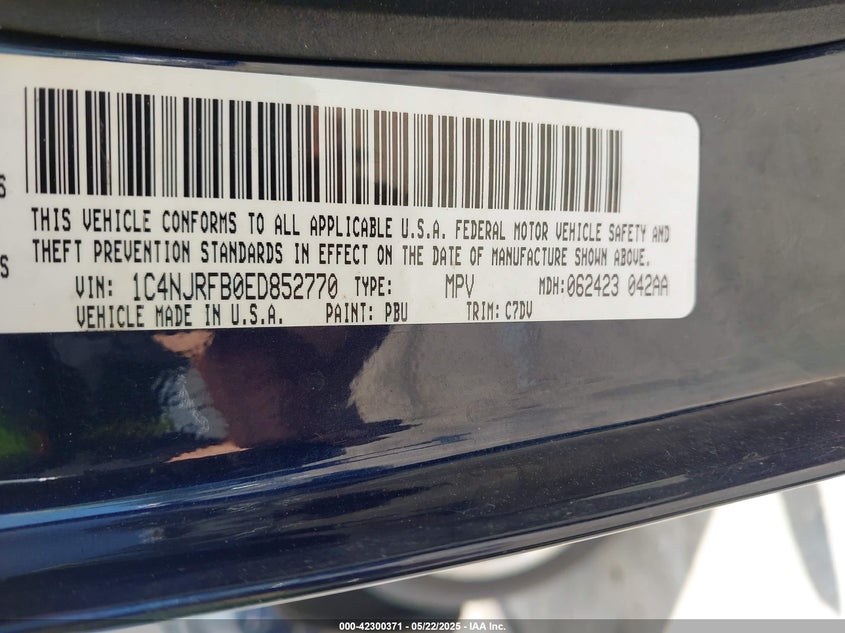 S
THIS VEHICLE CONFORMS TO ALL APPLICABLE U.S.A. FEDERAL MOTOR VEHICLE SAFETY AND
S THEFT PREVENTION STANDARDS IN EFFECT ON THE DATE OF MANUFACTURE SHOWN ABOVE.
VIN: 1C4NJRFB0ED852770 TYPE: MPV MDH:062423 042AA
VEHICLE MADE IN U.S.A. PAINT: PBU TRIM: C7DV
000-42300371 - 05/22/2025 - IAA Inc.